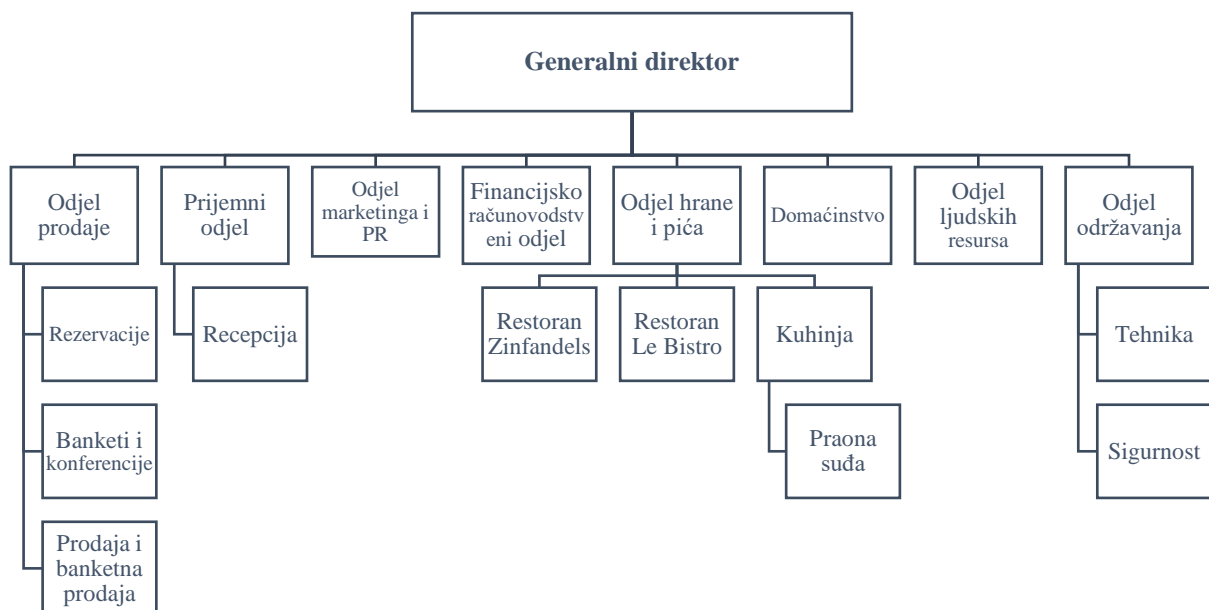 Generalni direktor
Odjel
prodaje
Prijemni
odjel
Odjel
marketinga i
PR
Financijsko
računovodstv
eni odjel
Odjel hrane
i pića
Domaćinstvo
Odjel
ljudskih
resursa
Odjel
održavanja
Rezervacije
Recepcija
Restoran
Zinfandels
Restoran
Le Bistro
Kuhinja
Tehnika
Banketi i
konferencije
Praona
suđa
Sigurnost
Prodaja i
banketna
prodaja